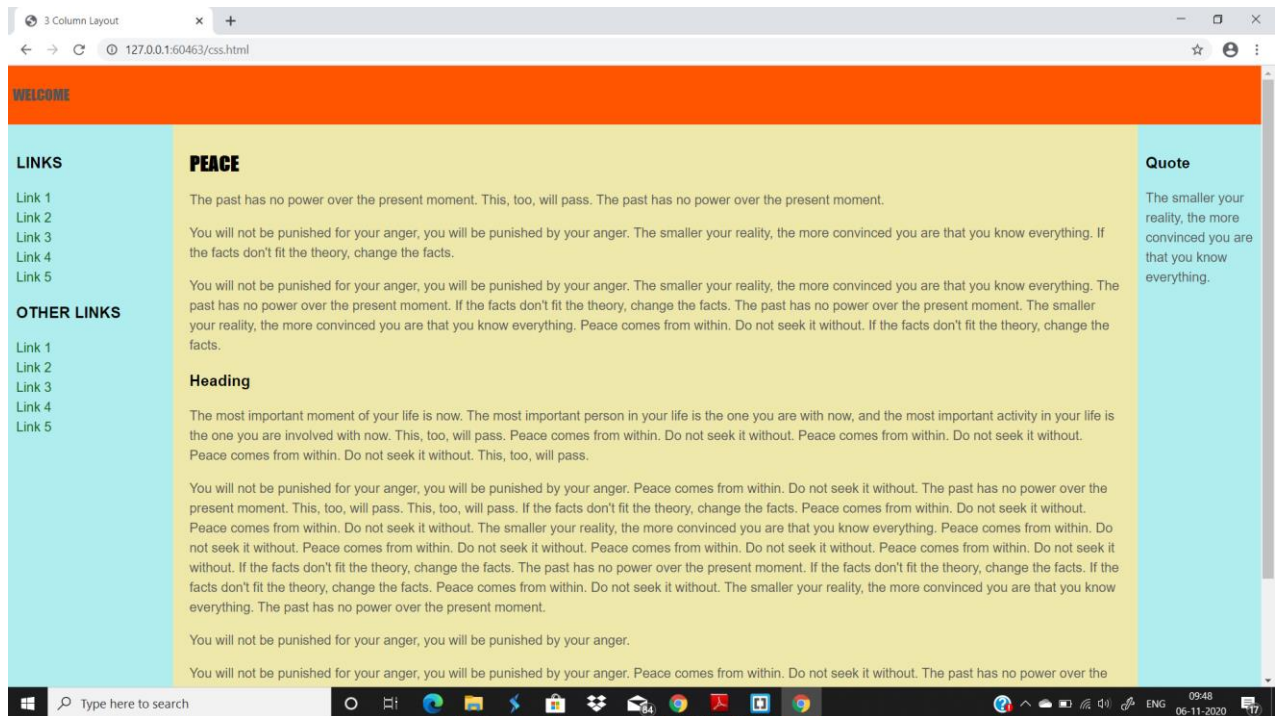 3 Column Layout
127.0.0.1:60463/css.html
WELCOME
LINKS
Link 1
Link 2
Link 3
Link 4
Link 5
OTHER LINKS
Link 1
Link 2
Link 3
Link 4
Link 5
PEACE
The past has no power over the present moment. This, too, will pass. The past has no power over the present moment.
You will not be punished for your anger, you will be punished by your anger. The smaller your reality, the more convinced you are that you know everything. If
the facts don't fit the theory, change the facts.
You will not be punished for your anger, you will be punished by your anger. The smaller your reality, the more convinced you are that you know everything. The
past has no power over the present moment. If the facts don't fit the theory, change the facts. The past has no power over the present moment. The smaller
your reality, the more convinced you are that you know everything. Peace comes from within. Do not seek it without. If the facts don't fit the theory, change the
facts.
Heading
The most important moment of your life is now. The most important person in your life is the one you are with now, and the most important activity in your life is
the one you are involved with now. This, too, will pass. Peace comes from within. Do not seek it without. Peace comes from within. Do not seek it without.
Peace comes from within. Do not seek it without. This, too, will pass.
You will not be punished for your anger, you will be punished by your anger. Peace comes from within. Do not seek it without. The past has no power over the
present moment. This, too, will pass. This, too, will pass. If the facts don't fit the theory, change the facts. Peace comes from within. Do not seek it without.
Peace comes from within. Do not seek it without. The smaller your reality, the more convinced you are that you know everything. Peace comes from within. Do
not seek it without. Peace comes from within. Do not seek it without. Peace comes from within. Do not seek it without. Peace comes from within. Do not seek it
without. If the facts don't fit the theory, change the facts. The past has no power over the present moment. If the facts don't fit the theory, change the facts. If the
facts don't fit the theory, change the facts. Peace comes from within. Do not seek it without. The smaller your reality, the more convinced you are that you know
everything. The past has no power over the present moment.
You will not be punished for your anger, you will be punished by your anger.
You will not be punished for your anger, you will be punished by your anger. Peace comes from within. Do not seek it without. The past has no power over the
Quote
The smaller your
reality, the more
convinced you are
that you know
everything.
Type here to search
84
ENG
09:48
06-11-2020
17